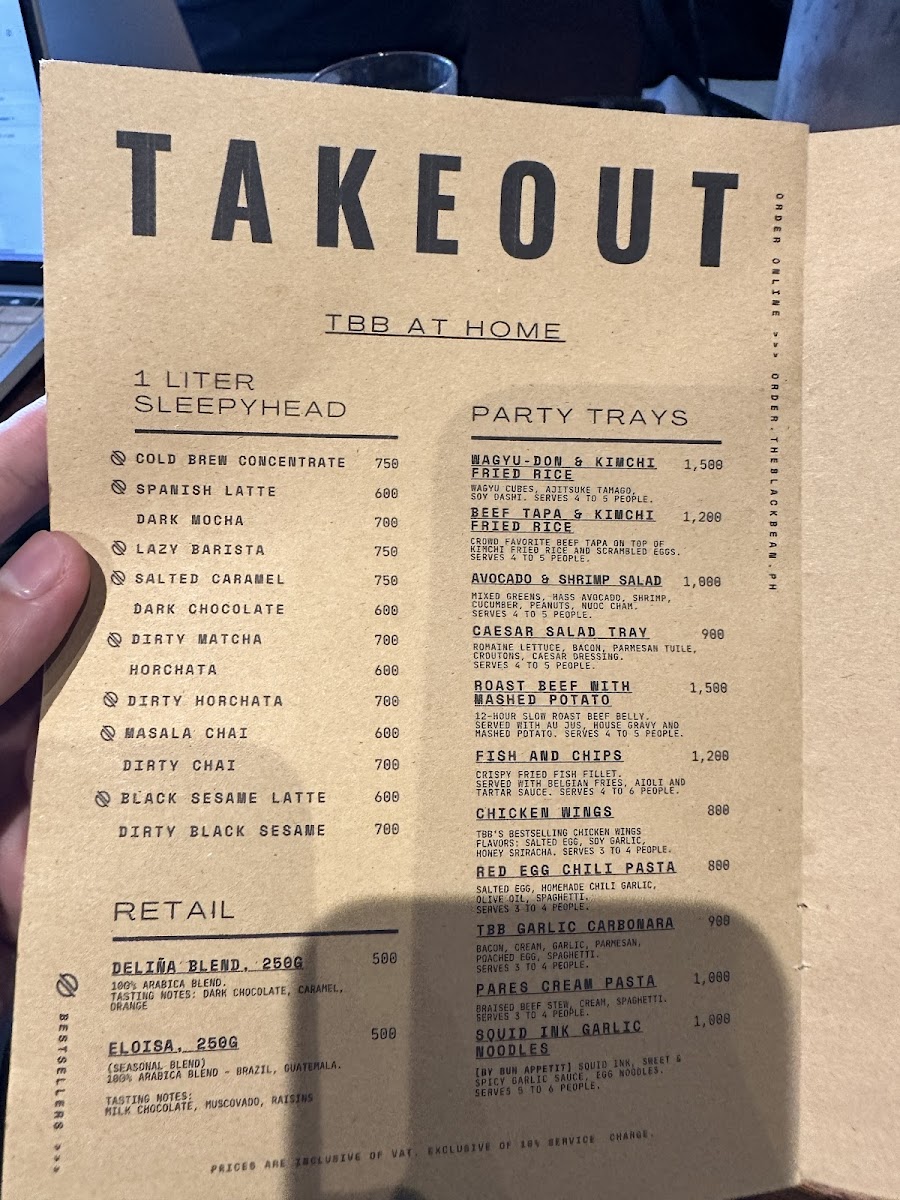 TAKEOUT
TBB AT HOME
1 LITER
SLEEPYHEAD
COLD BREW CONCENTRATE 750
SPANISH LATTE 600
DARK MOCHA 700
LAZY BARISTA 750
SALTED CARAMEL 750
DARK CHOCOLATE 600
DIRTY MATCHA 700
HORCHATA 600
DIRTY HORCHATA 700
MASALA CHAI 600
DIRTY CHAI 700
BLACK SESAME LATTE 600
DIRTY BLACK SESAME 700
RETAIL
DELIÑA BLEND, 250G 500
100% ARABICA BLEND.
TASTING NOTES: DARK CHOCOLATE, CARAMEL,
ORANGE
ELOISA, 250G 500
(SEASONAL BLEND)
100% ARABICA BLEND - BRAZIL, GUATEMALA.
TASTING NOTES:
MILK CHOCOLATE, MUSCOVADO, RAISINS
PARTY TRAYS
WAGYU-DON & KIMCHI 1,500
FRIED RICE
WAGYU CUBES, AJITSUKE TAMAGO,
SOY DASHI. SERVES 4 TO 5 PEOPLE.
BEEF TAPA & KIMCHI 1,200
FRIED RICE
CROWD FAVORITE BEEF TAPA ON TOP OF
KIMCHI FRIED RICE AND SCRAMBLED EGGS.
SERVES 4 TO 5 PEOPLE.
AVOCADO & SHRIMP SALAD 1,000
MIXED GREENS, HASS AVOCADO, SHRIMP,
CUCUMBER, PEANUTS, NUOC CHAM.
SERVES 4 TO 5 PEOPLE.
CAESAR SALAD TRAY 900
ROMAINE LETTUCE, BACON, PARMESAN TUILE,
CROUTONS, CAESAR DRESSING.
SERVES 4 TO 5 PEOPLE.
ROAST BEEF WITH 1,500
MASHED POTATO
12-HOUR SLOW ROAST BEEF BELLY.
SERVED WITH AU JUS, HOUSE GRAVY AND
MASHED POTATO. SERVES 4 TO 5 PEOPLE.
FISH AND CHIPS 1,200
CRISPY FRIED FISH FILLET.
SERVED WITH BELGIAN FRIES, AIOLI AND
TARTAR SAUCE. SERVES 4 TO 6 PEOPLE.
CHICKEN WINGS 800
TBB'S BESTSELLING CHICKEN WINGS
FLAVORS: SALTED EGG, SOY GARLIC,
HONEY SRIRACHA. SERVES 3 TO 4 PEOPLE.
RED EGG CHILI PASTA 800
SALTED EGG, HOMEMADE CHILI GARLIC,
OLIVE OIL, SPAGHETTI.
SERVES 3 TO 4 PEOPLE.
TBB GARLIC CARBONARA 900
BACON, CREAM, GARLIC, PARMESAN,
POACHED EGG, SPAGHETTI.
SERVES 3 TO 4 PEOPLE.
PARES CREAM PASTA 1,000
BRAISED BEEF STEW, CREAM, SPAGHETTI.
SERVES 3 TO 4 PEOPLE.
SQUID INK GARLIC 1,000
NOODLES
[BY BUN APPETIT] SQUID INK, SWEET &
SPICY GARLIC SAUCE, EGG NOODLES.
SERVES 5 TO 6 PEOPLE.
ORDER ONLINE >>> ORDER.THEBLACKBEAN.PH
BESTSELLERS >>>
PRICES ARE INCLUSIVE OF VAT. EXCLUSIVE OF 10% SERVICE CHARGE.